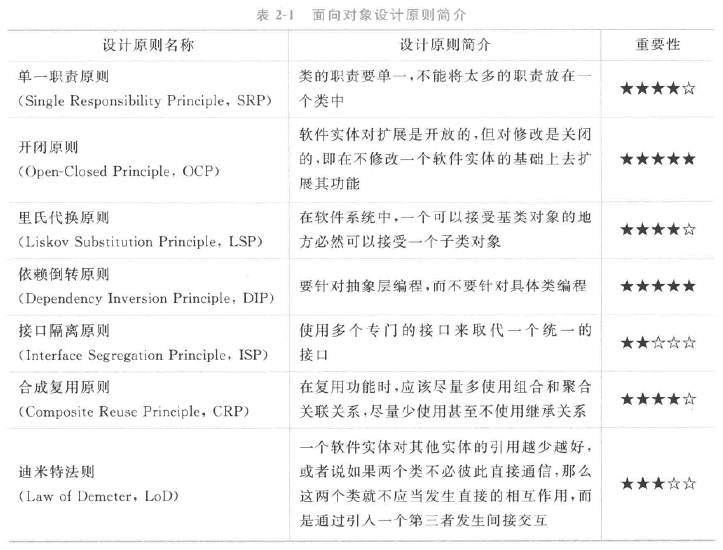 表 2-1 面向对象设计原则简介
设计原则名称 设计原则简介 重要性
单一职责原则
(Single Responsibility Principle, SRP)
类的职责要单一,不能将太多的职责放在一
个类中
★★★★☆
开闭原则
(Open-Closed Principle, OCP)
软件实体对扩展是开放的,但对修改是关闭
的,即在不修改一个软件实体的基础上去扩
展其功能
★★★★★
里氏代换原则
(Liskov Substitution Principle, LSP)
在软件系统中,一个可以接受基类对象的地
方必然可以接受一个子类对象
★★★★☆
依赖倒转原则
(Dependency Inversion Principle, DIP)
要针对抽象层编程,而不要针对具体类编程
★★★★★
接口隔离原则
(Interface Segregation Principle, ISP)
使用多个专门的接口来取代一个统一的
接口
★★☆☆☆
合成复用原则
(Composite Reuse Principle, CRP)
在复用功能时,应该尽量多使用组合和聚合
关联关系,尽量少使用甚至不使用继承关系
★★★★☆
迪米特法则
(Law of Demeter, LoD)
一个软件实体对其他实体的引用越少越好,
或者说如果两个类不必彼此直接通信,那么
这两个类就不应当发生直接的相互作用,而
是通过引入一个第三者发生间接交互
★★★☆☆